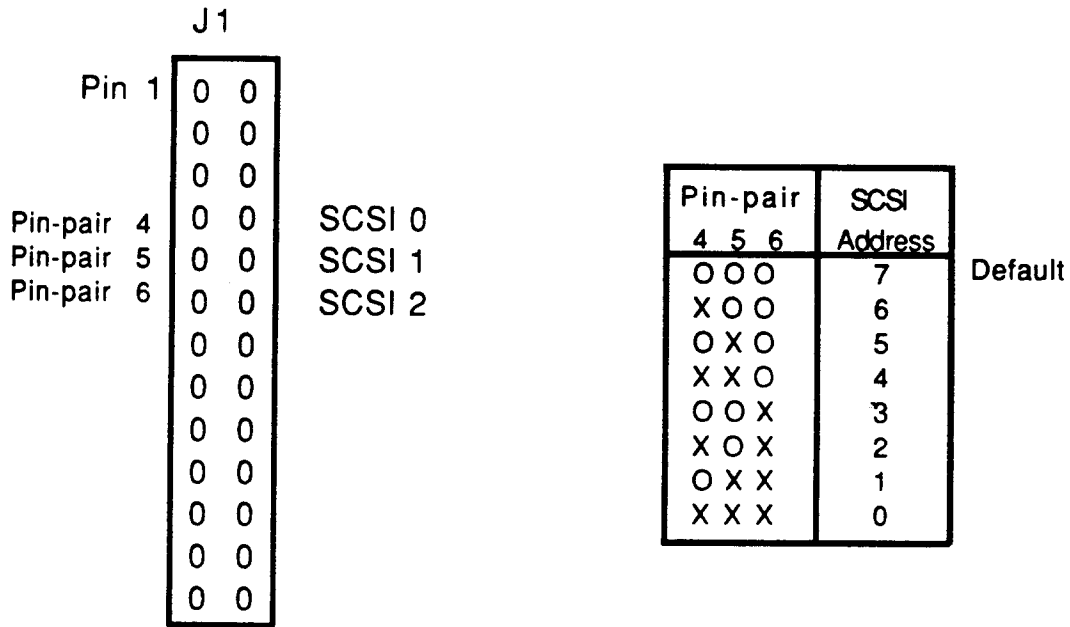 J1
Pin 1 0 0
0 0
0 0
Pin-pair 4 0 0 SCSI 0
Pin-pair 5 0 0 SCSI 1
Pin-pair 6 0 0 SCSI 2
0 0
0 0
0 0
0 0
0 0
0 0
0 0
Pin-pair SCSI
4 5 6 Address
O O O 7 Default
X O O 6
O X O 5
X X O 4
O O X 3
X O X 2
O X X 1
X X X 0